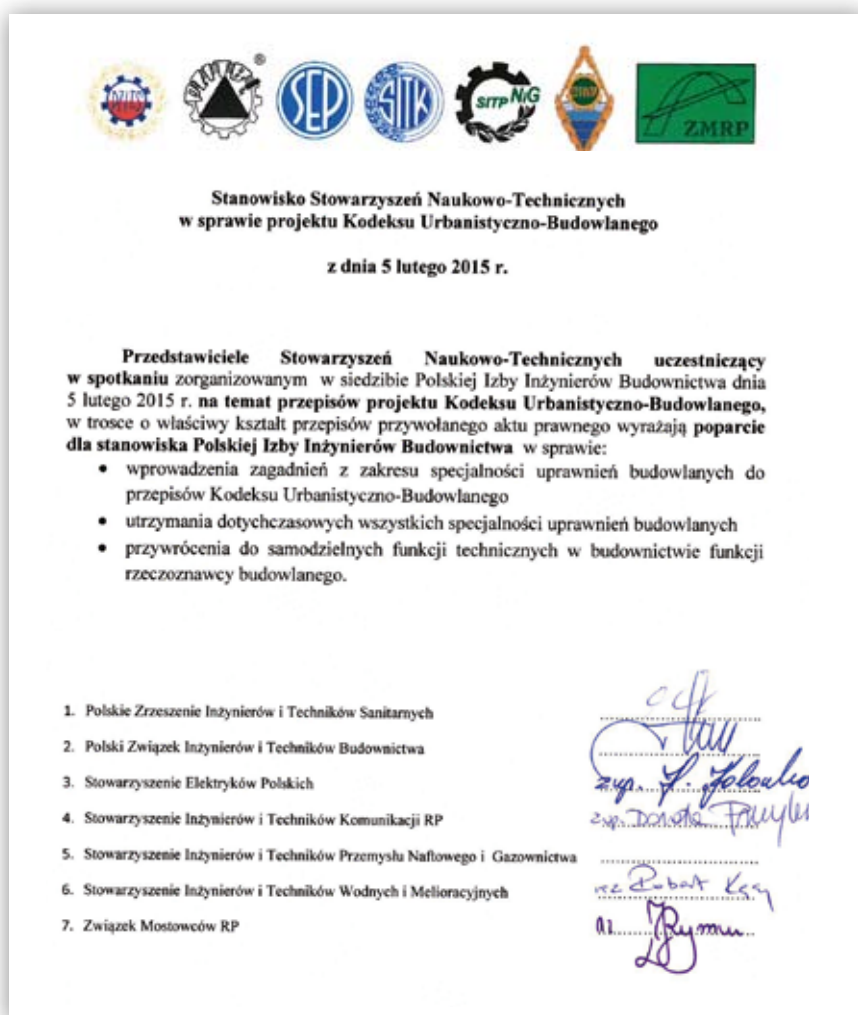 PZITS
SEP
SITK
SITPNiG
ZMRP
Stanowisko Stowarzyszeń Naukowo-Technicznych
w sprawie projektu Kodeksu Urbanistyczno-Budowlanego
z dnia 5 lutego 2015 r.
Przedstawiciele Stowarzyszeń Naukowo-Technicznych uczestniczący
w spotkaniu zorganizowanym w siedzibie Polskiej Izby Inżynierów Budownictwa dnia
5 lutego 2015 r. na temat przepisów projektu Kodeksu Urbanistyczno-Budowlanego,
w trosce o właściwy kształt przepisów przywołanego aktu prawnego wyrażają poparcie
dla stanowiska Polskiej Izby Inżynierów Budownictwa w sprawie:
• wprowadzenia zagadnień z zakresu specjalności uprawnień budowlanych do
przepisów Kodeksu Urbanistyczno-Budowlanego
• utrzymania dotychczasowych wszystkich specjalności uprawnień budowlanych
• przywrócenia do samodzielnych funkcji technicznych w budownictwie funkcji
rzeczoznawcy budowlanego.
1. Polskie Zrzeszenie Inżynierów i Techników Sanitarnych
2. Polski Związek Inżynierów i Techników Budownictwa
3. Stowarzyszenie Elektryków Polskich
zup.
4. Stowarzyszenie Inżynierów i Techników Komunikacji RP
zup. Dorota
5. Stowarzyszenie Inżynierów i Techników Przemysłu Naftowego i Gazownictwa
6. Stowarzyszenie Inżynierów i Techników Wodnych i Melioracyjnych
Robert
7. Związek Mostowców RP